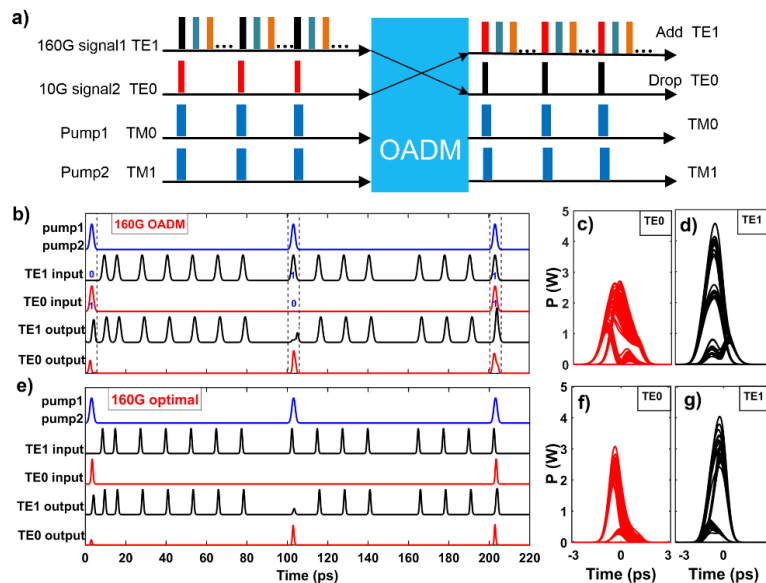 a)
160G signal1 TE1
Add TE1
10G signal2 TE0
Drop TE0
Pump1 TM0
TM0
OADM
Pump2 TM1
TM1
b)
160G OADM
pump1
pump2
TE1 input
0
1
1
TE0 input
1
0
1
TE1 output
TE0 output
c)
TE0
d)
TE1
P (W)
5
4
3
2
1
0
e)
160G optimal
pump1
pump2
TE1 input
TE0 input
TE1 output
TE0 output
0 20 40 60 80 100 120 140 160 180 200 220
Time (ps)
f)
TE0
g)
TE1
P (W)
5
4
3
2
1
0
-3 0 3
-3 0 3
Time (ps)
Time (ps)